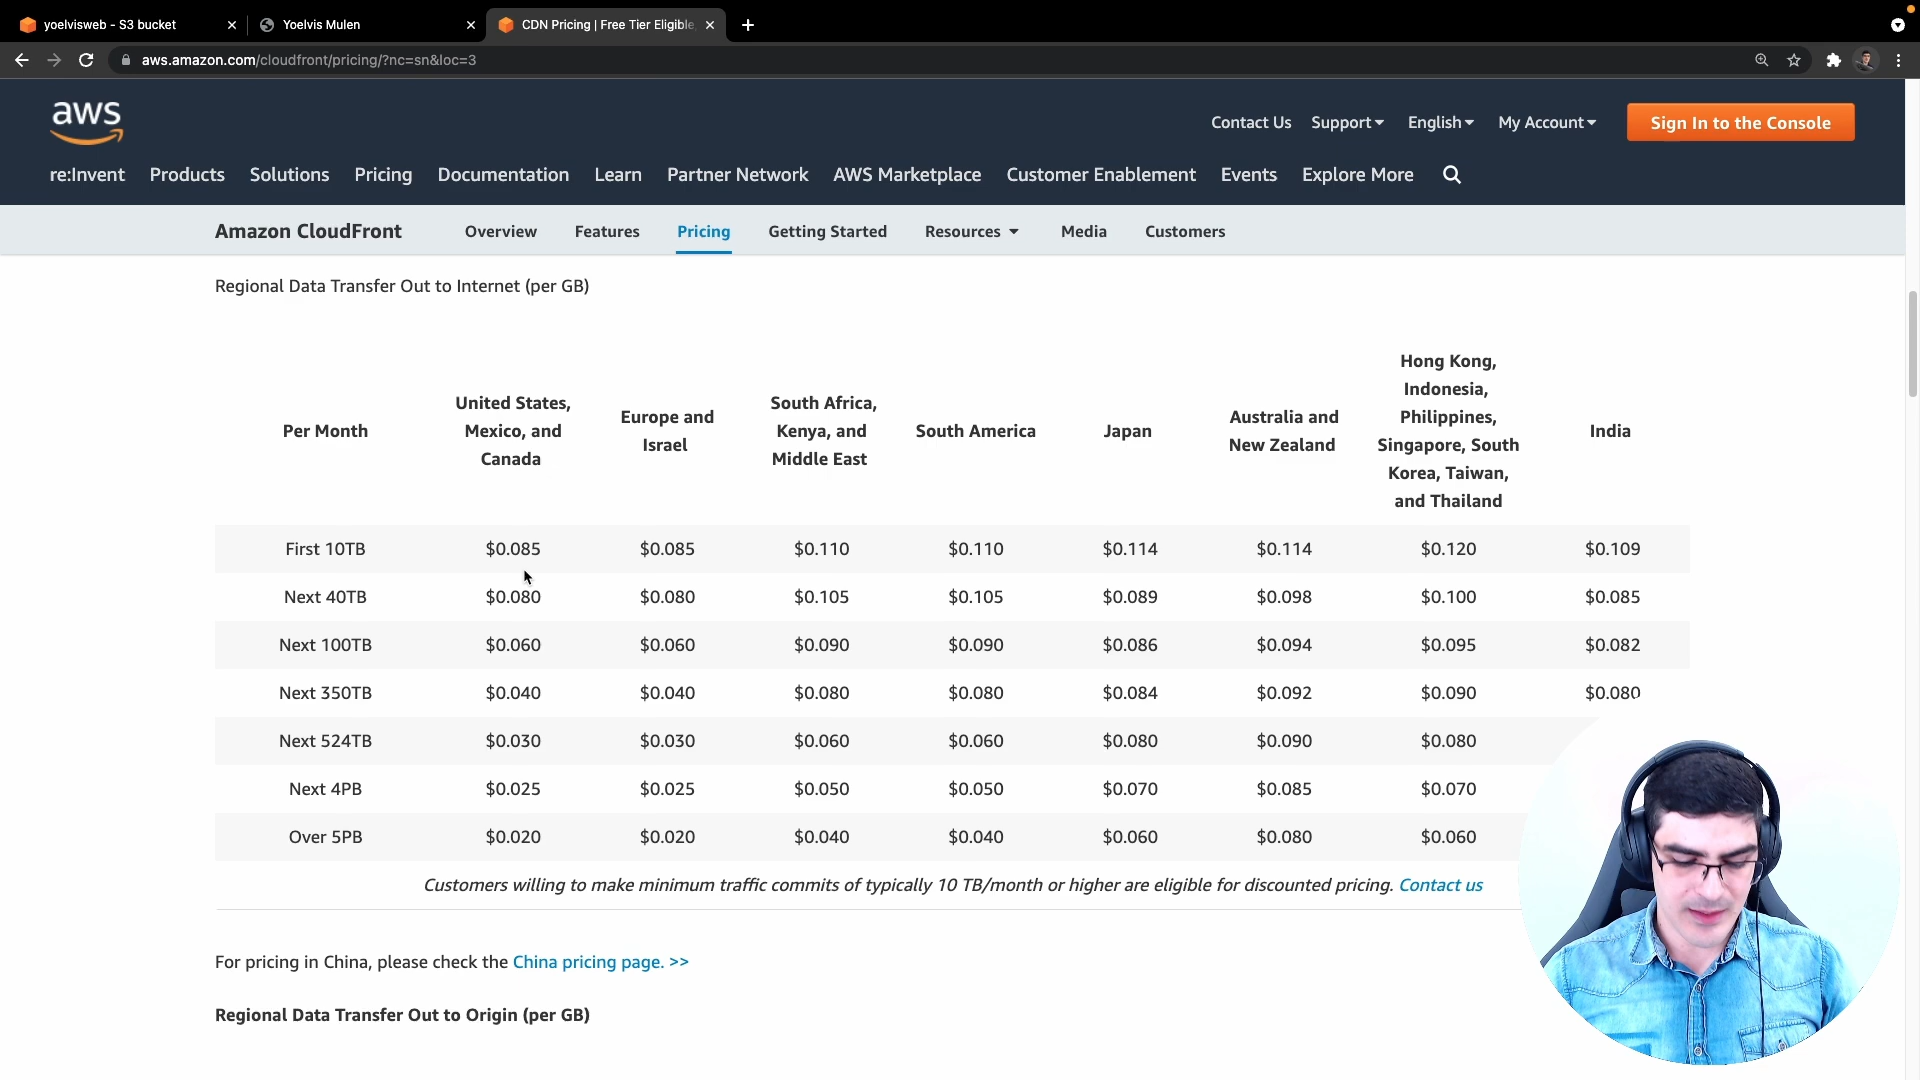 yoelvisweb - S3 bucket
Yoelvis Mulen
CDN Pricing | Free Tier Eligible,
aws.amazon.com/cloudfront/pricing/?nc=sn&loc=3
aws
Contact Us
Support
English
My Account
Sign In to the Console
re:Invent
Products
Solutions
Pricing
Documentation
Learn
Partner Network
AWS Marketplace
Customer Enablement
Events
Explore More
Amazon CloudFront
Overview
Features
Pricing
Getting Started
Resources
Media
Customers
Regional Data Transfer Out to Internet (per GB)
Per Month
United States,
Mexico, and
Canada
Europe and
Israel
South Africa,
Kenya, and
Middle East
South America
Japan
Australia and
New Zealand
Hong Kong,
Indonesia,
Philippines,
Singapore, South
Korea, Taiwan,
and Thailand
India
First 10TB $0.085 $0.085 $0.110 $0.110 $0.114 $0.114 $0.120 $0.109
Next 40TB $0.080 $0.080 $0.105 $0.105 $0.089 $0.098 $0.100 $0.085
Next 100TB $0.060 $0.060 $0.090 $0.090 $0.086 $0.094 $0.095 $0.082
Next 350TB $0.040 $0.040 $0.080 $0.080 $0.084 $0.092 $0.090 $0.080
Next 524TB $0.030 $0.030 $0.060 $0.060 $0.080 $0.090 $0.080
Next 4PB $0.025 $0.025 $0.050 $0.050 $0.070 $0.085 $0.070
Over 5PB $0.020 $0.020 $0.040 $0.040 $0.060 $0.080 $0.060
Customers willing to make minimum traffic commits of typically 10 TB/month or higher are eligible for discounted pricing. Contact us
For pricing in China, please check the China pricing page. >>
Regional Data Transfer Out to Origin (per GB)